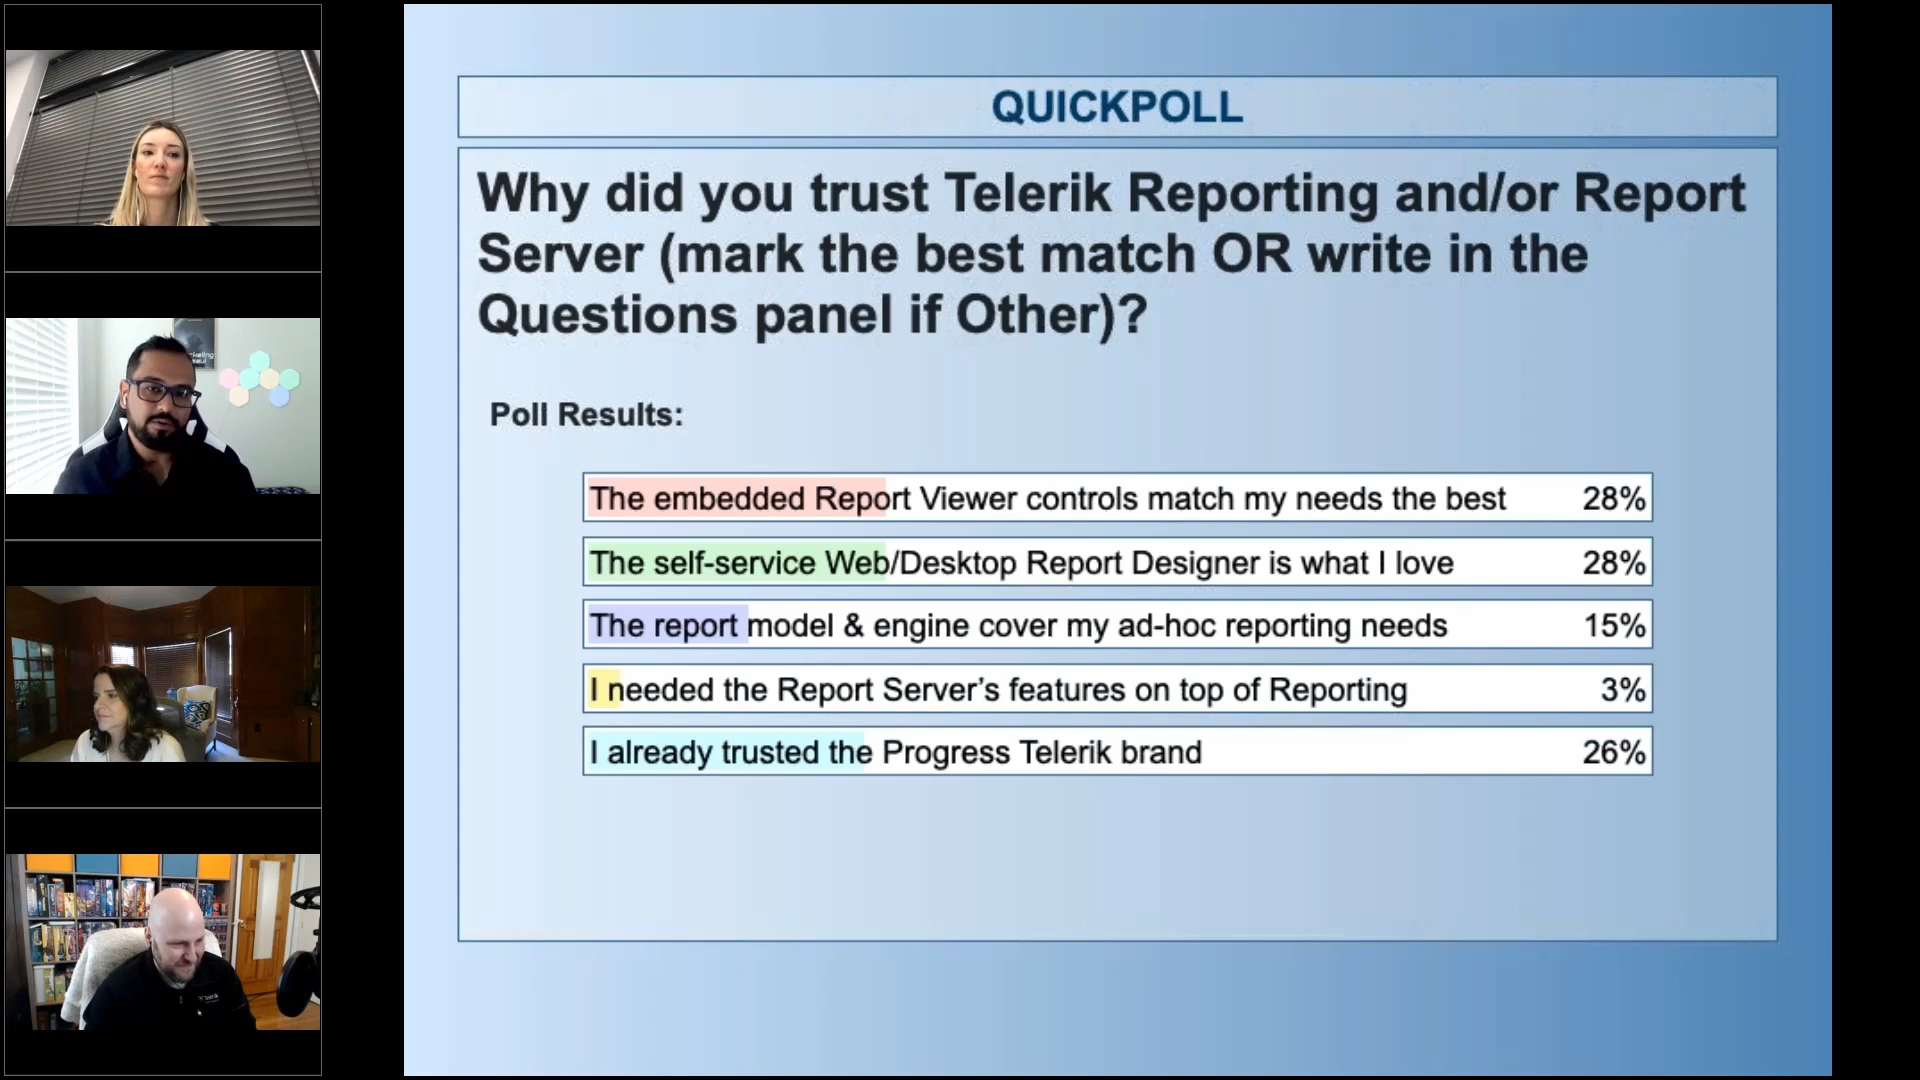 QUICKPOLL
Why did you trust Telerik Reporting and/or Report
Server (mark the best match OR write in the
Questions panel if Other)?
Poll Results:
The embedded Report Viewer controls match my needs the best 28%
The self-service Web/Desktop Report Designer is what I love 28%
The report model & engine cover my ad-hoc reporting needs 15%
I needed the Report Server’s features on top of Reporting 3%
I already trusted the Progress Telerik brand 26%